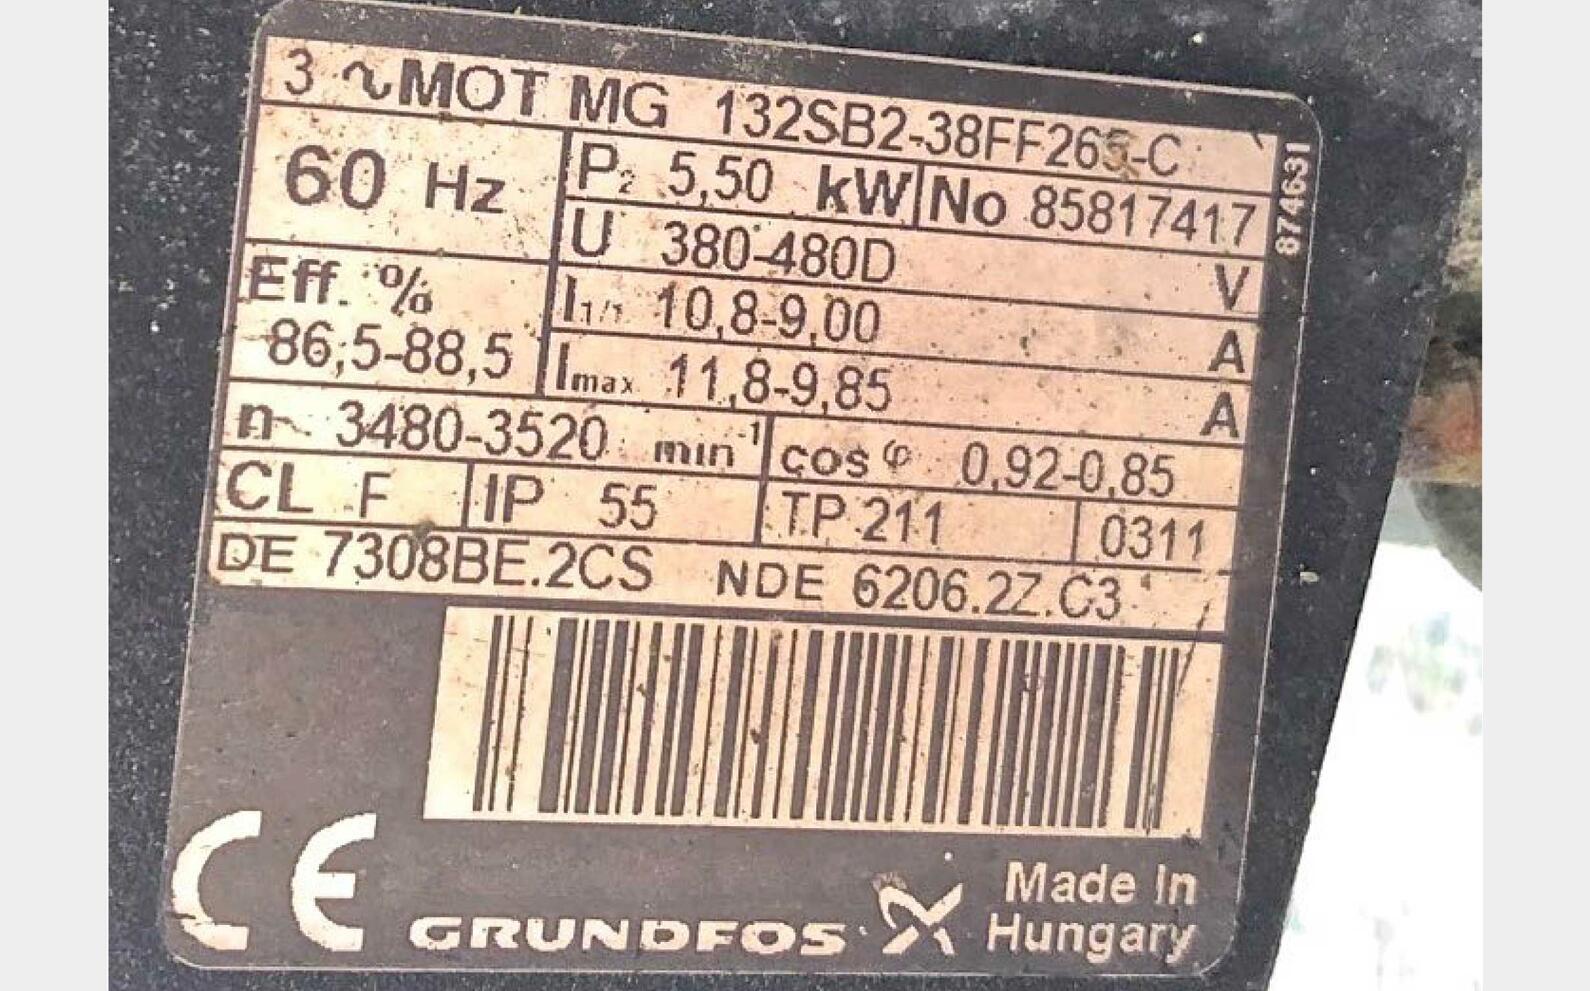 3 ~ MOT MG 132SB2-38FF265-C
60 Hz
P2 5,50 kW No 85817417
U 380-480D V
Eff. % 86,5-88,5
I1/1 10,8-9,00 A
Imax 11,8-9,85 A
n 3480-3520 min-1 cos φ 0,92-0,85
CL F IP 55 TP 211 0311
DE 7308BE.2CS NDE 6206.2Z.C3
874631
CE
GRUNDFOS
Made In
Hungary